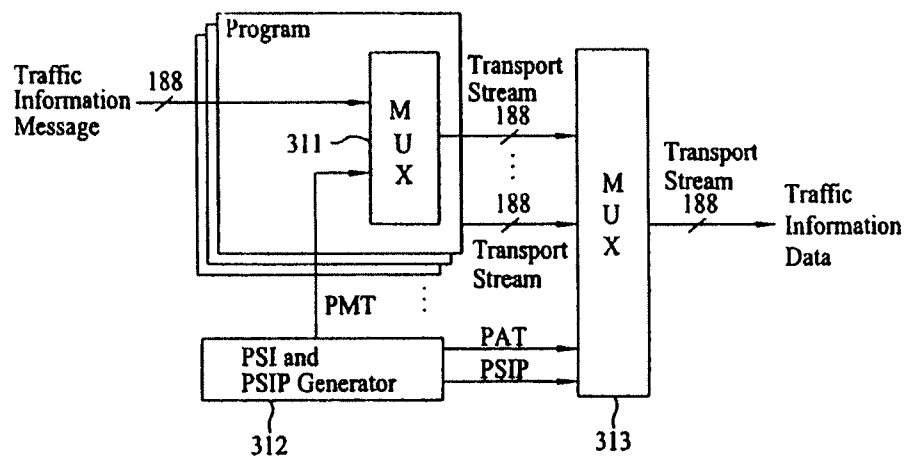 Program
Traffic
Information
Message
188
311
M
U
X
Transport
Stream
188
188
Transport
Stream
M
U
X
Transport
Stream
188
Traffic
Information
Data
PMT
PSI and
PSIP Generator
PAT
PSIP
312
313